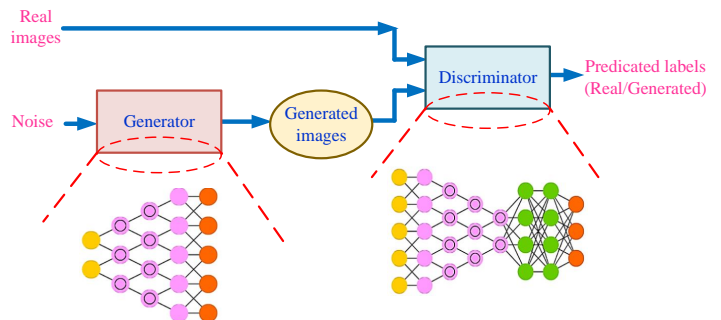 Real
images
Noise
Generator
Generated
images
Discriminator
Predicated labels
(Real/Generated)